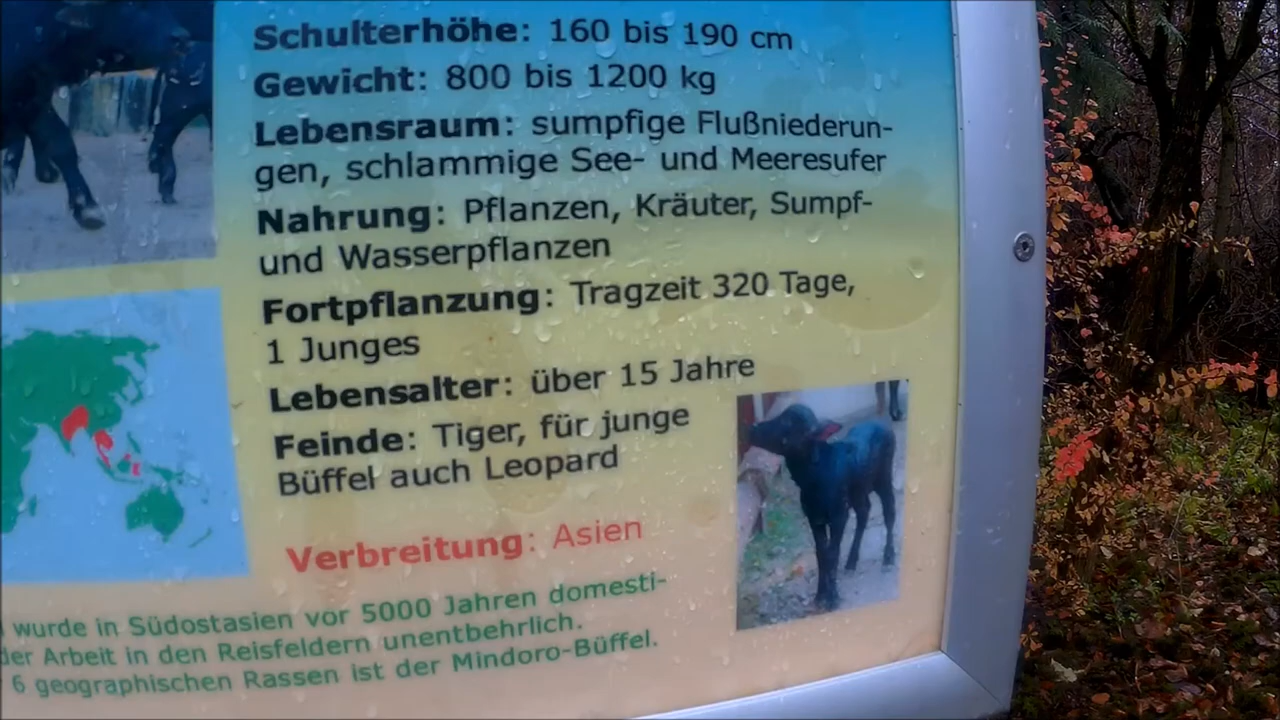 Schulterhöhe: 160 bis 190 cm
Gewicht: 800 bis 1200 kg
Lebensraum: sumpfige Flußniederun-
gen, schlammige See- und Meeresufer
Nahrung: Pflanzen, Kräuter, Sumpf-
und Wasserpflanzen
Fortpflanzung: Tragzeit 320 Tage,
1 Junges
Lebensalter: über 15 Jahre
Feinde: Tiger, für junge
Büffel auch Leopard
Verbreitung: Asien
wurde in Südostasien vor 5000 Jahren domesti-
der Arbeit in den Reisfeldern unentbehrlich.
6 geographischen Rassen ist der Mindoro-Büffel.